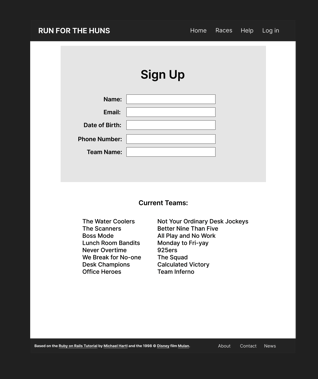 RUN FOR THE HUNS
Home Races Help Log in
Sign Up
Name:
Email:
Date of Birth:
Phone Number:
Team Name:
Current Teams:
The Water Coolers
The Scanners
Boss Mode
Lunch Room Bandits
Never Overtime
We Break for No-one
Desk Champions
Office Heroes
Not Your Ordinary Desk Jockeys
Better Nine Than Five
All Play and No Work
Monday to Fri-yay
925ers
The Squad
Calculated Victory
Team Inferno
Based on the Ruby on Rails Tutorial by Michael Hartl and the 1998 © Disney film Mulan.
About Contact News